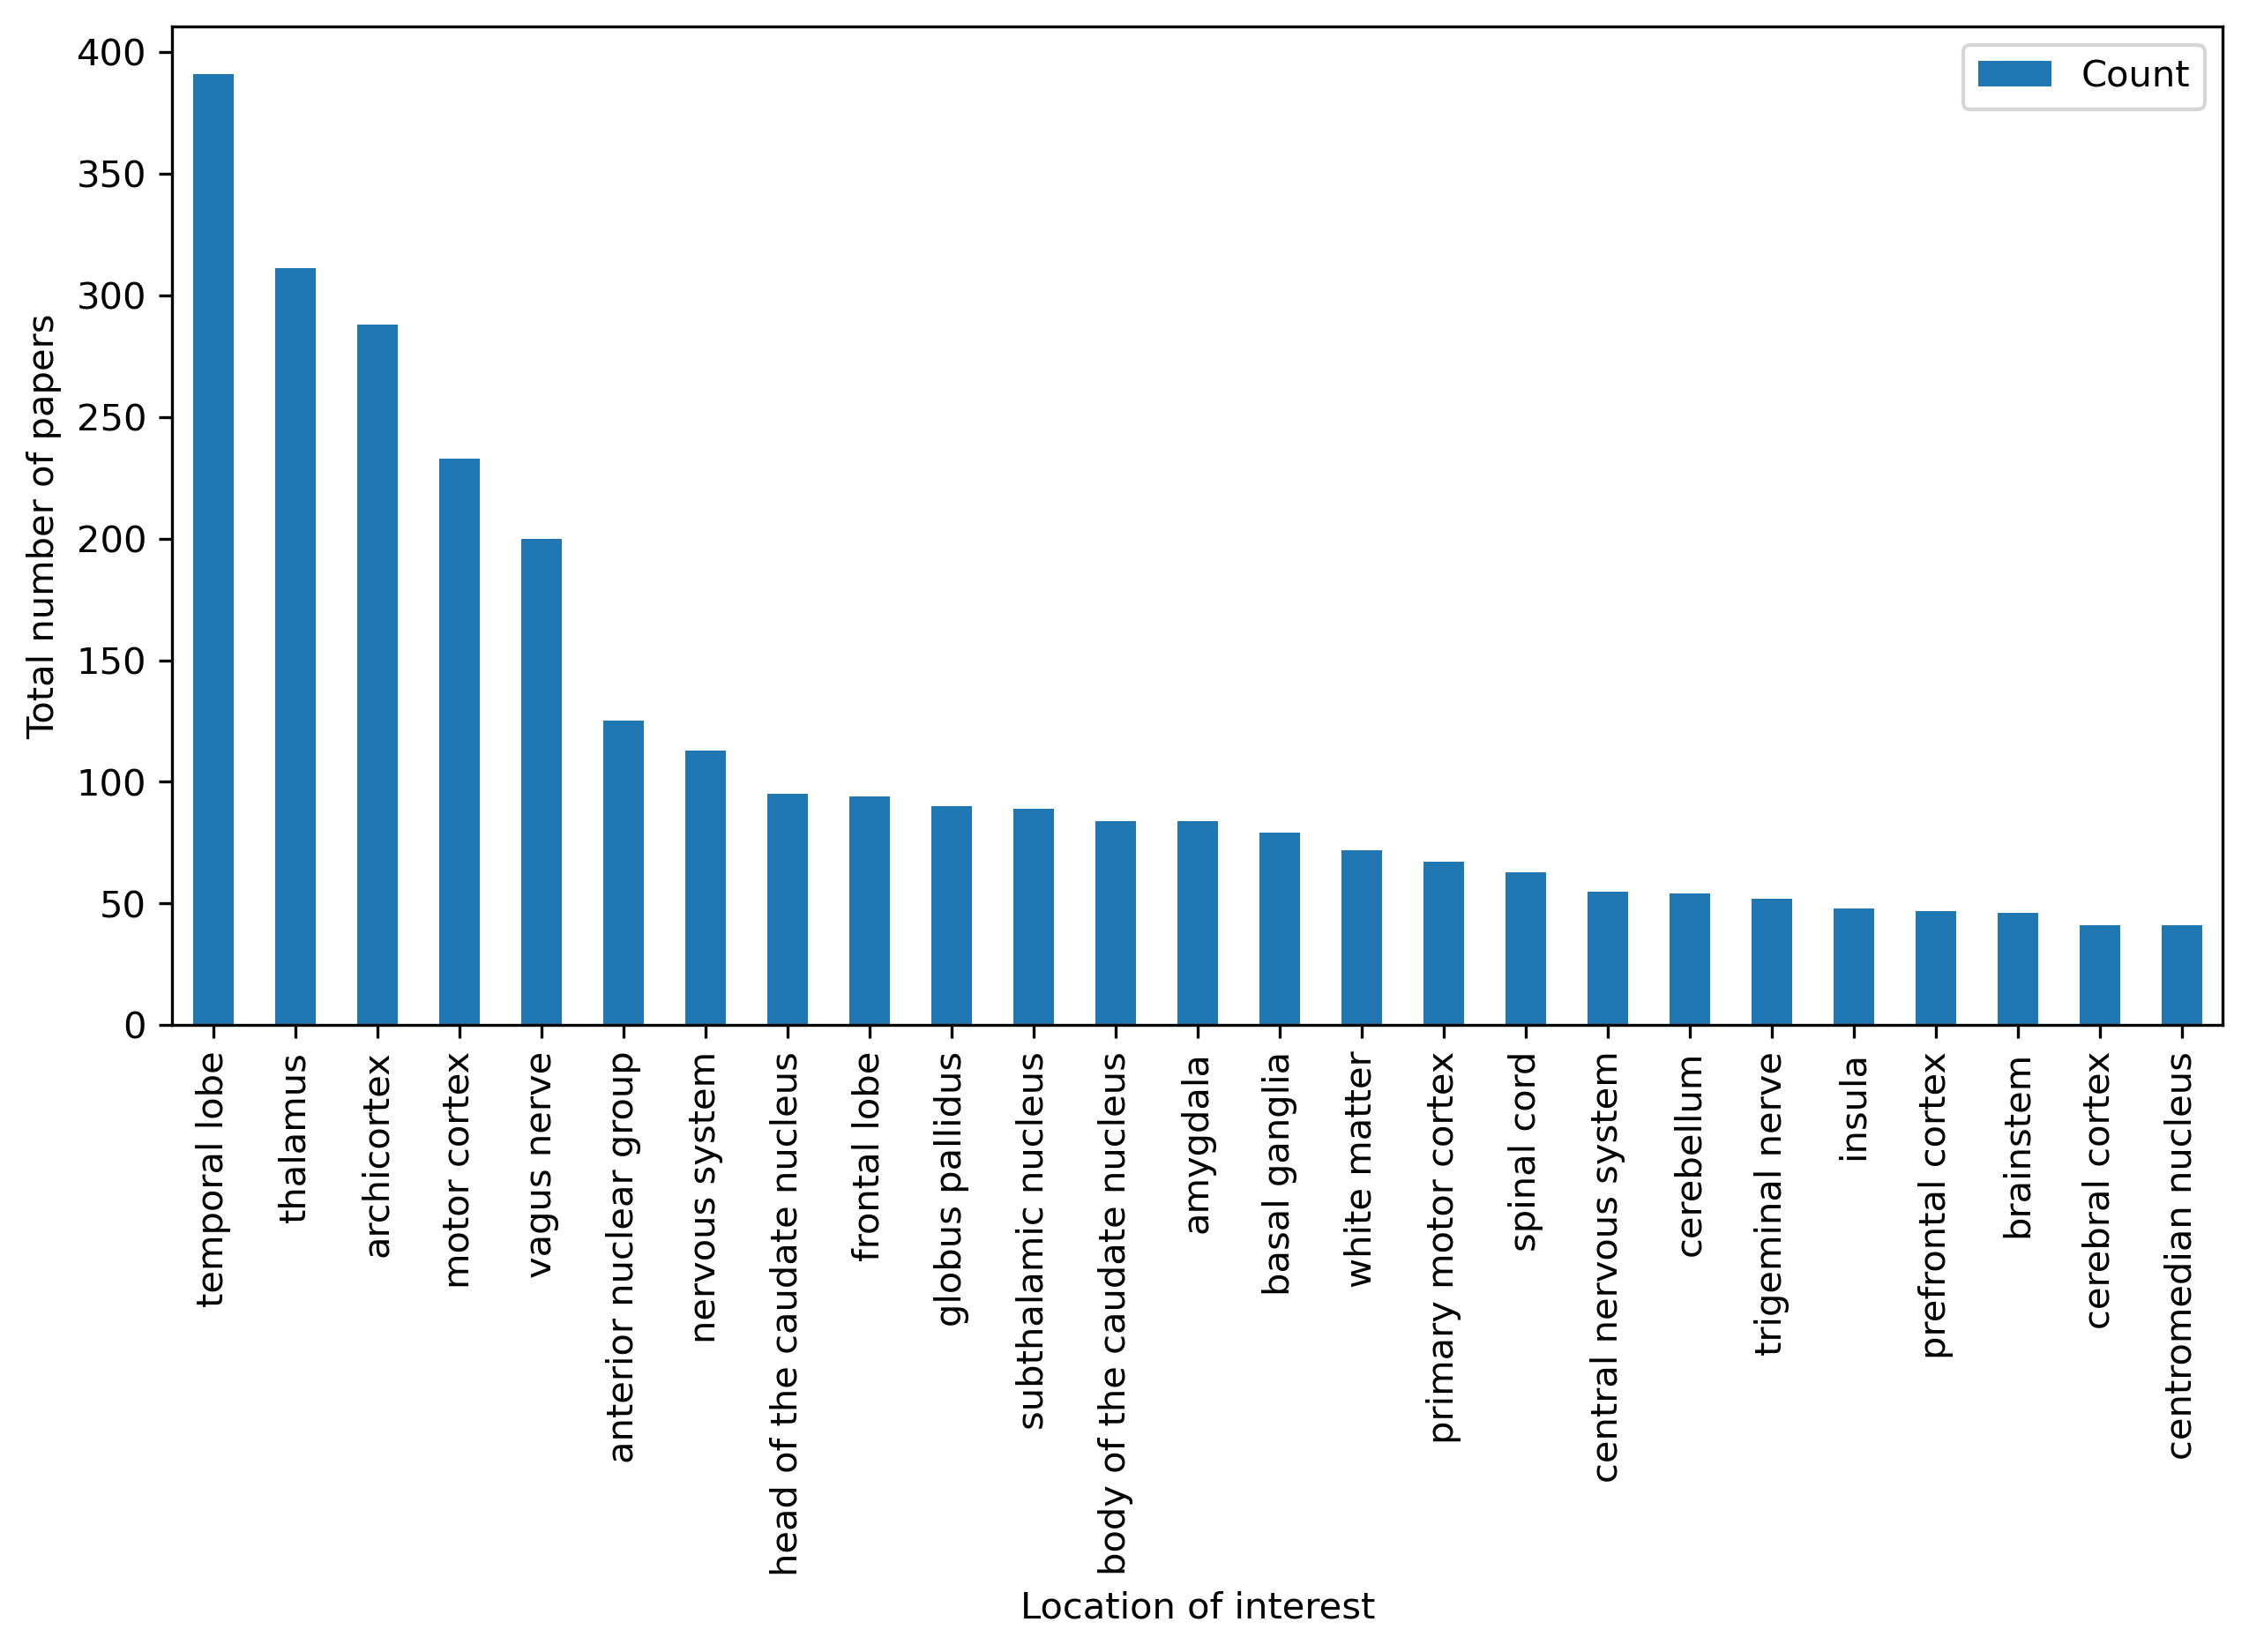 Count
Total number of papers
400
350
300
250
200
150
100
50
0
temporal lobe
thalamus
archicortex
motor cortex
vagus nerve
anterior nuclear group
nervous system
head of the caudate nucleus
frontal lobe
globus pallidus
subthalamic nucleus
body of the caudate nucleus
amygdala
basal ganglia
white matter
primary motor cortex
spinal cord
central nervous system
cerebellum
trigeminal nerve
insula
prefrontal cortex
brainstem
cerebral cortex
centromedian nucleus
Location of interest